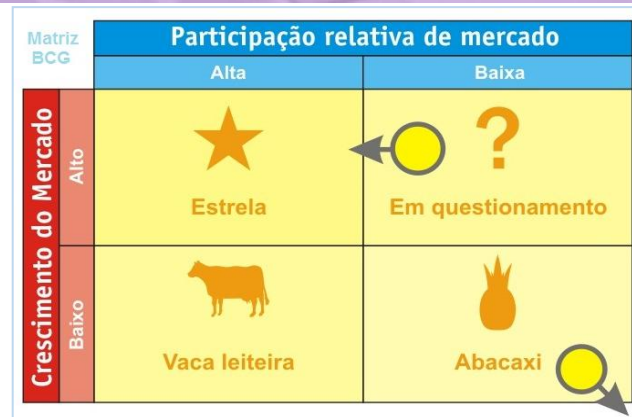 Matriz
BCG
Participação relativa de mercado
Alta
Baixa
Crescimento do Mercado
Alto
Estrela
?
Em questionamento
Baixo
Vaca leiteira
Abacaxi